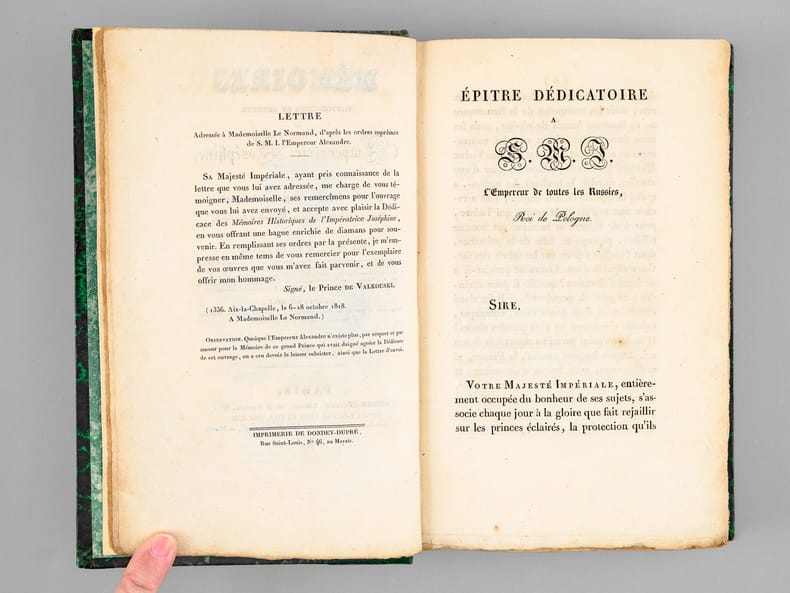 LETTRE
Adressée à Mademoiselle Le Normand, d'après les ordres suprêmes
de S. M. I. l'Empereur Alexandre.
SA Majesté Impériale, ayant pris connaissance de la
lettre que vous lui avez adressée, me charge de vous té-
moigner, Mademoiselle, ses remercîmens pour l'ouvrage
que vous lui avez envoyé, et accepte avec plaisir la Dédi-
cace des Mémoires Historiques de l'Impératrice Joséphine,
en vous offrant une bague enrichie de diamans pour sou-
venir. En remplissant ses ordres par la présente, je m'em-
presse en même tems de vous remercier pour l'exemplaire
de vos œuvres que vous m'avez fait parvenir, et de vous
offrir mon hommage.
Signé, le Prince DE VALKOUSKI.
(1336. Aix-la-Chapelle, le 6-18 octobre 1818.
A Mademoiselle Le Normand.)
OBSERVATION. Quoique l'Empereur Alexandre n'existe plus, par respect et par
amour pour la Mémoire de ce grand Prince qui avait daigné agréer la Dédicace
de cet ouvrage, on a cru devoir la laisser subsister, ainsi que la Lettre d'envoi.
IMPRIMERIE DE DONDEY-DUPRÉ,
Rue Saint-Louis, N° 46, au Marais.
ÉPITRE DÉDICATOIRE
A
S. M. I.
L'Empereur de toutes les Russies,
Roi de Pologne.
SIRE,
VOTRE MAJESTÉ IMPÉRIALE, entière-
ment occupée du bonheur de ses sujets, s'as-
socie chaque jour à la gloire que fait rejaillir
sur les princes éclairés, la protection qu'ils